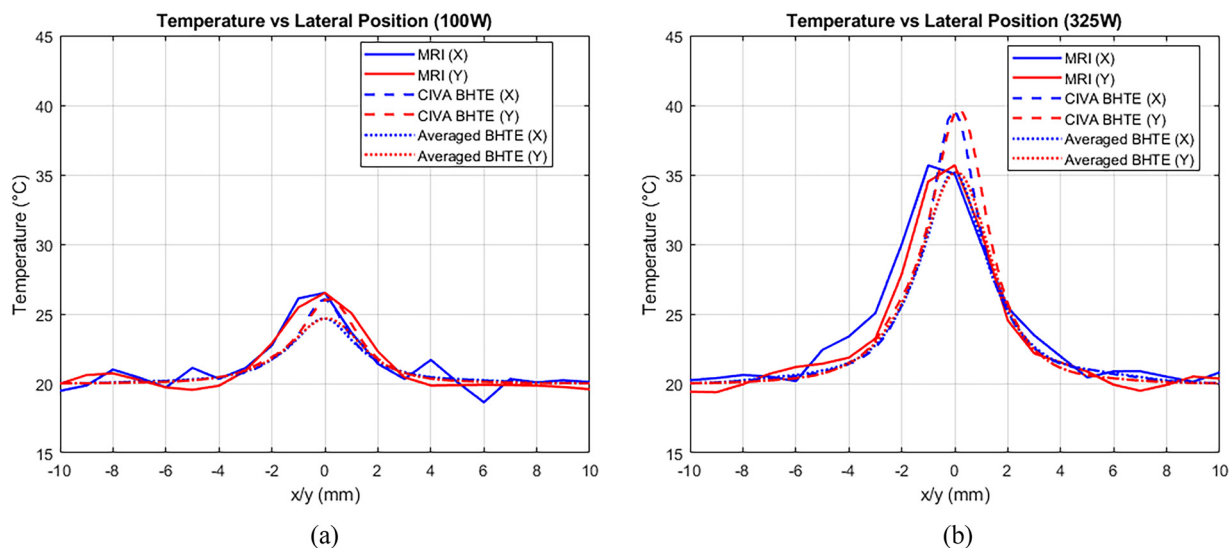 Temperature vs Lateral Position (100W)
45
40
35
30
25
20
15
Temperature (°C)
-10 -8 -6 -4 -2 0 2 4 6 8 10
x/y (mm)
MRI (X)
MRI (Y)
CIVA BHTE (X)
CIVA BHTE (Y)
Averaged BHTE (X)
Averaged BHTE (Y)
(a)
Temperature vs Lateral Position (325W)
45
40
35
30
25
20
15
Temperature (°C)
-10 -8 -6 -4 -2 0 2 4 6 8 10
x/y (mm)
MRI (X)
MRI (Y)
CIVA BHTE (X)
CIVA BHTE (Y)
Averaged BHTE (X)
Averaged BHTE (Y)
(b)